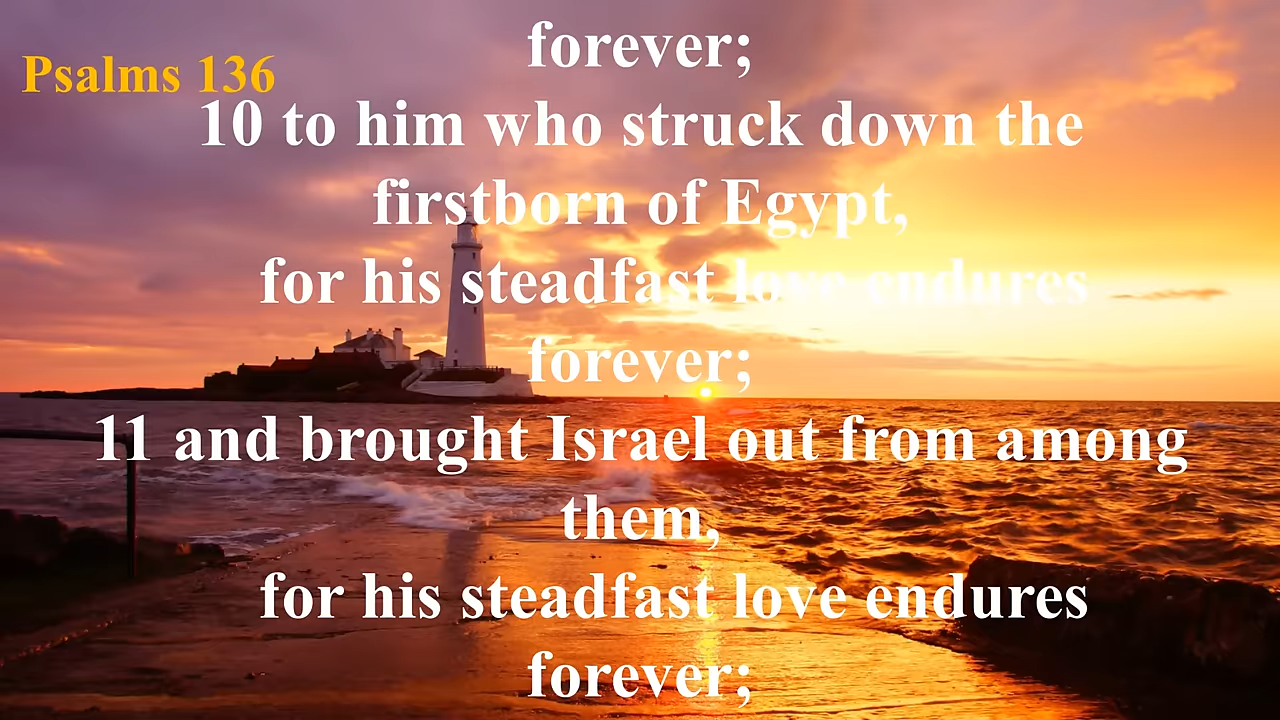 forever;
Psalms 136
10 to him who struck down the
firstborn of Egypt,
for his steadfast love endures
forever;
11 and brought Israel out from among
them,
for his steadfast love endures
forever;